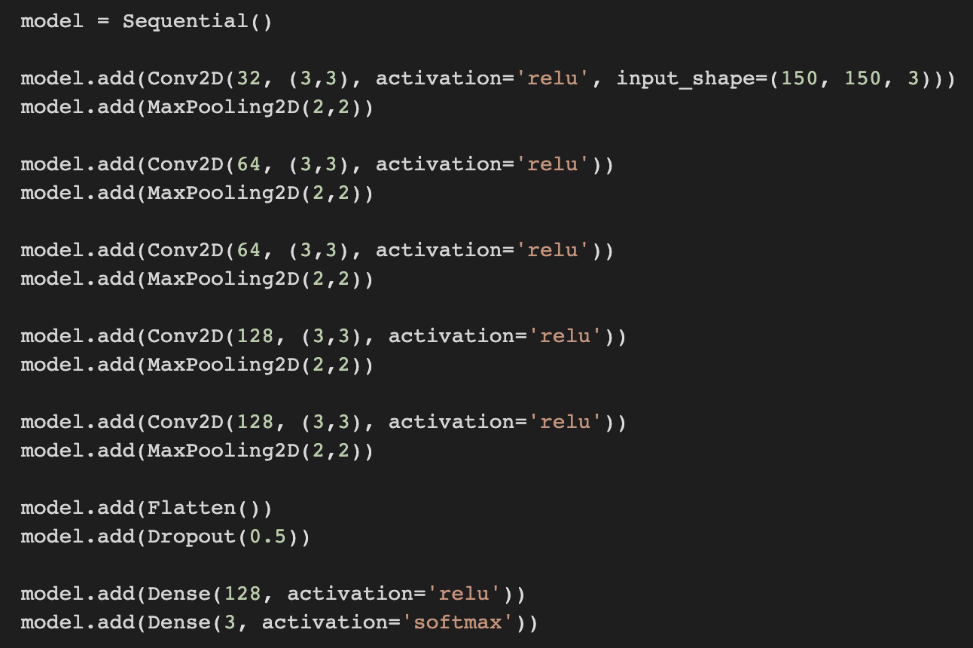 model = Sequential()
model.add(Conv2D(32, (3,3), activation='relu', input_shape=(150, 150, 3)))
model.add(MaxPooling2D(2,2))
model.add(Conv2D(64, (3,3), activation='relu'))
model.add(MaxPooling2D(2,2))
model.add(Conv2D(64, (3,3), activation='relu'))
model.add(MaxPooling2D(2,2))
model.add(Conv2D(128, (3,3), activation='relu'))
model.add(MaxPooling2D(2,2))
model.add(Conv2D(128, (3,3), activation='relu'))
model.add(MaxPooling2D(2,2))
model.add(Flatten())
model.add(Dropout(0.5))
model.add(Dense(128, activation='relu'))
model.add(Dense(3, activation='softmax'))